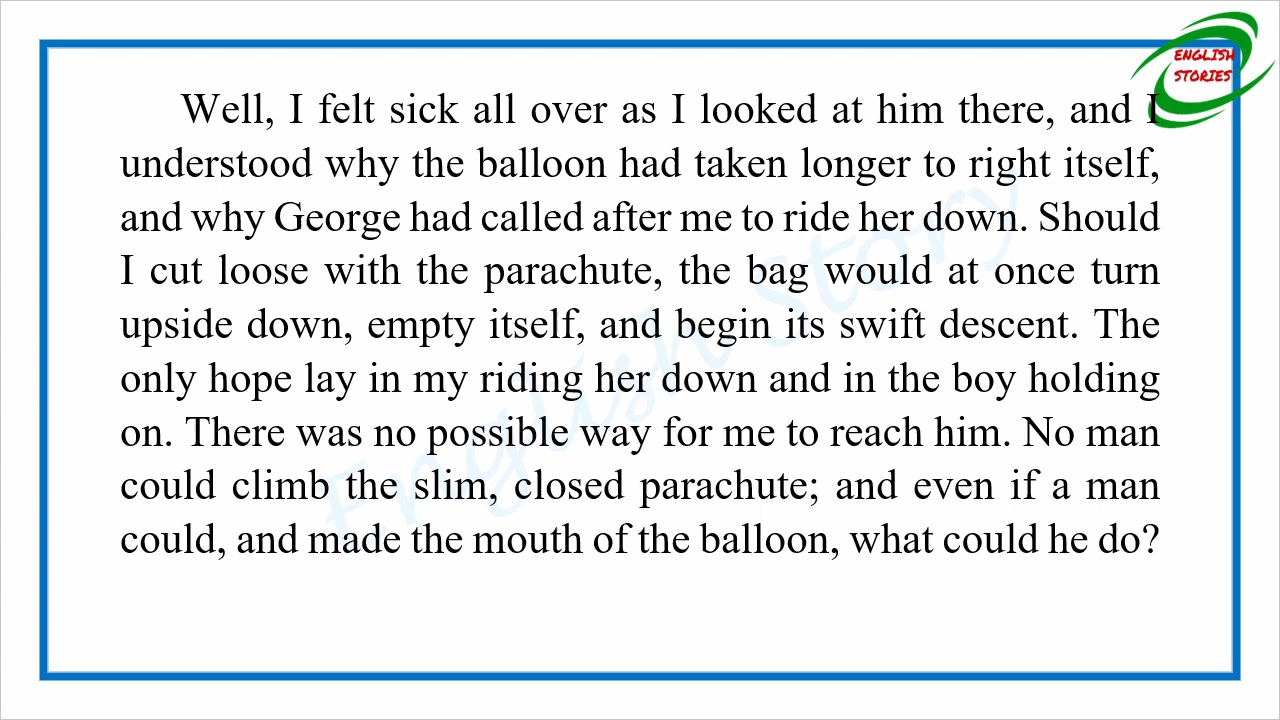 ENGLISH
STORIES
Well, I felt sick all over as I looked at him there, and I
understood why the balloon had taken longer to right itself,
and why George had called after me to ride her down. Should
I cut loose with the parachute, the bag would at once turn
upside down, empty itself, and begin its swift descent. The
only hope lay in my riding her down and in the boy holding
on. There was no possible way for me to reach him. No man
could climb the slim, closed parachute; and even if a man
could, and made the mouth of the balloon, what could he do?
English Story